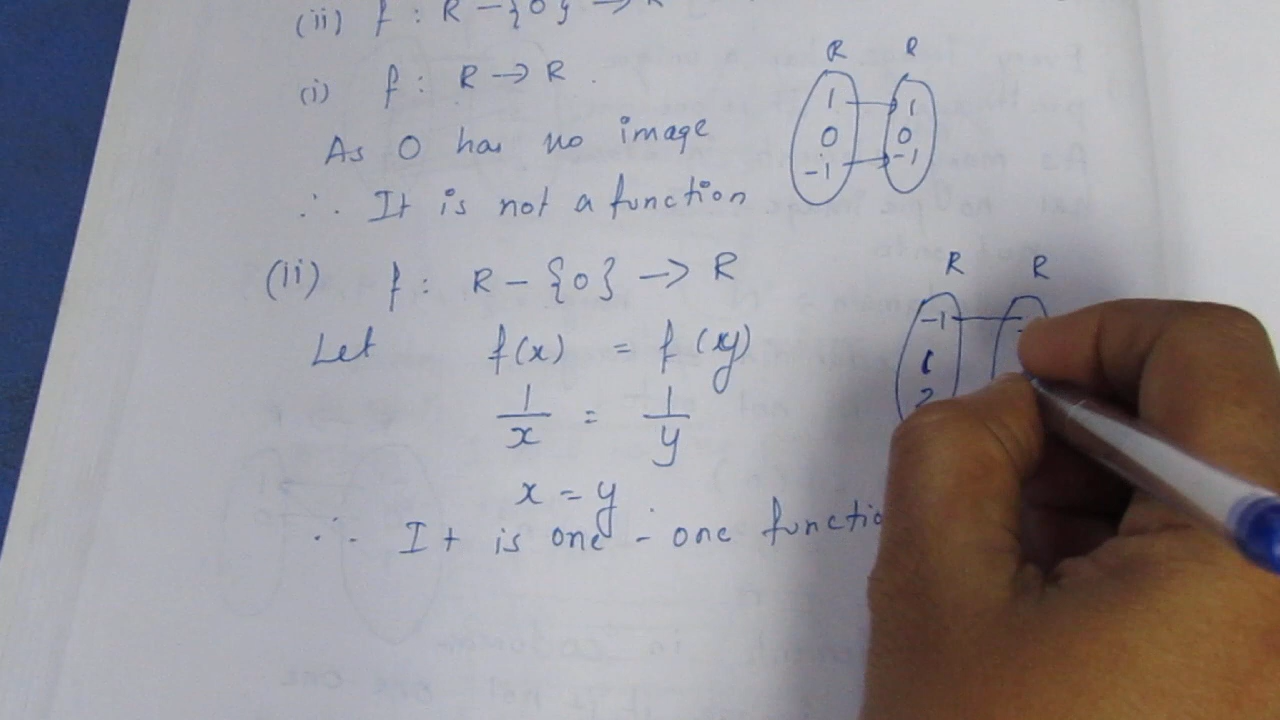 (ii) f : R - {0} → R
(i) f : R → R .
As 0 has no image
∴ It is not a function
R R
1 1
0 0
-1 -1
(ii) f : R - {0} → R
Let f(x) = f(xy)
1/x = 1/y
x = y
∴ It is one - one functio
R R
-1
1
2